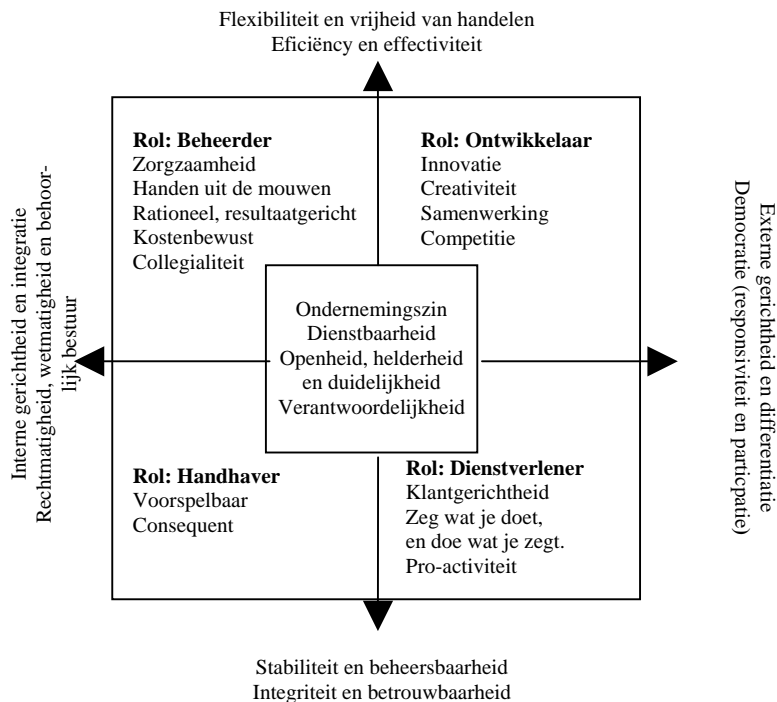 Flexibiliteit en vrijheid van handelen
Eficiëncy en effectiviteit
Rol: Beheerder
Zorgzaamheid
Handen uit de mouwen
Rationeel, resultaatgericht
Kostenbewust
Collegialiteit
Rol: Ontwikkelaar
Innovatie
Creativiteit
Samenwerking
Competitie
Interne gerichtheid en integratie
Rechtmatigheid, wetmatigheid en behoor-
lijk bestuur
Ondernemingszin
Dienstbaarheid
Openheid, helderheid
en duidelijkheid
Verantwoordelijkheid
Externe gerichtheid en differentiatie
Democratie (responsiviteit en particpatie)
Rol: Handhaver
Voorspelbaar
Consequent
Rol: Dienstverlener
Klantgerichtheid
Zeg wat je doet,
en doe wat je zegt.
Pro-activiteit
Stabiliteit en beheersbaarheid
Integriteit en betrouwbaarheid